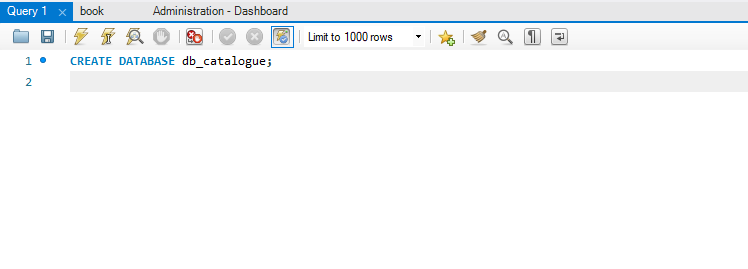 Query 1 book Administration - Dashboard
Limit to 1000 rows
1 CREATE DATABASE db_catalogue;
2